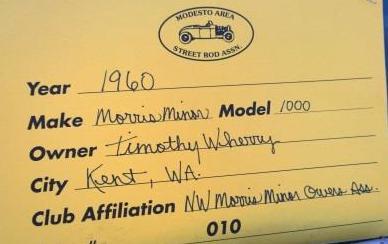 MODESTO AREA
STREET ROD ASSN.
Year 1960
Make Morris Minor Model 1000
Owner Timothy Wherry
City Kent, WA.
Club Affiliation NW Morris Minor Owners Ass.
010